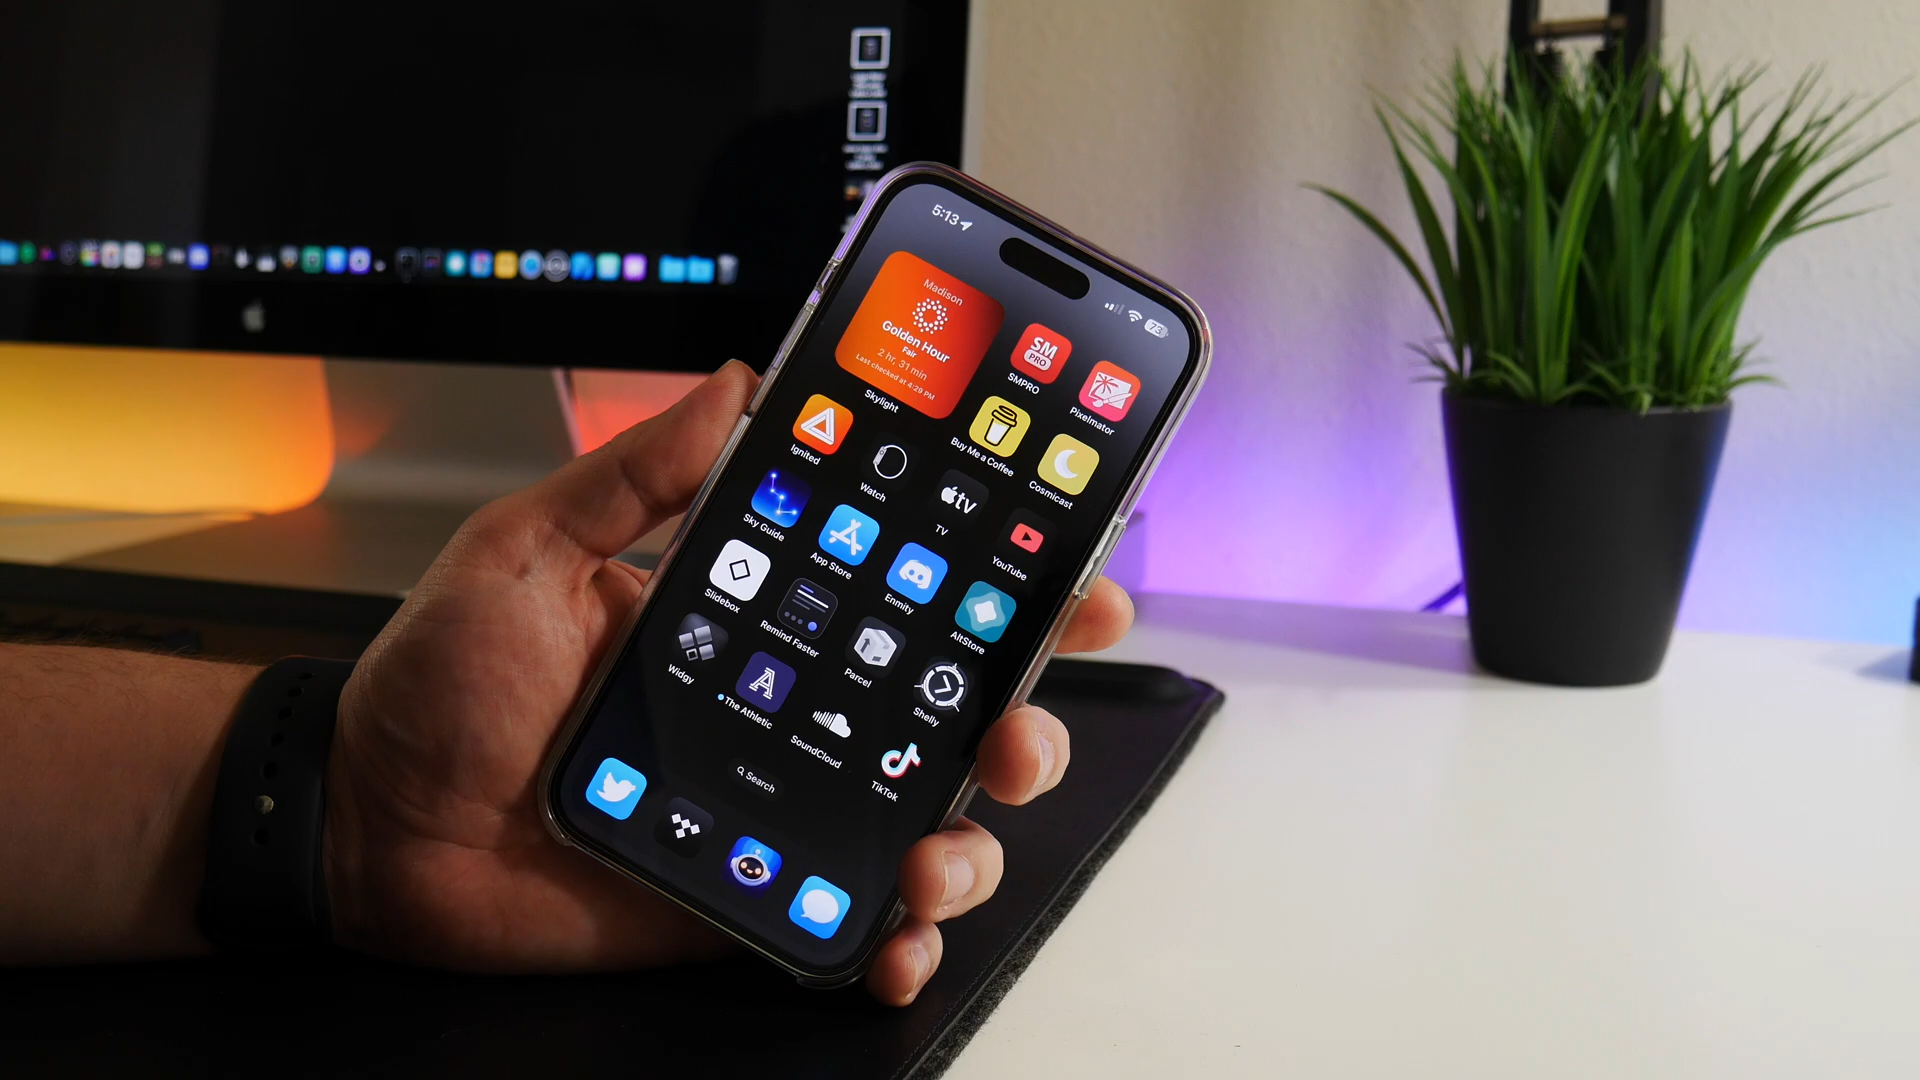 5:13
73
Madison
Golden Hour
Fair
2 hr, 31 min
Last checked at 4:29 PM
Skylight
SM
PRO
SMPRO
Pixelmator
Ignited
Watch
Buy Me a Coffee
Cosmicast
Sky Guide
App Store
tv
TV
YouTube
Slidebox
Remind Faster
Enmity
AltStore
Widgy
A
The Athletic
Parcel
Shelly
SoundCloud
TikTok
Search